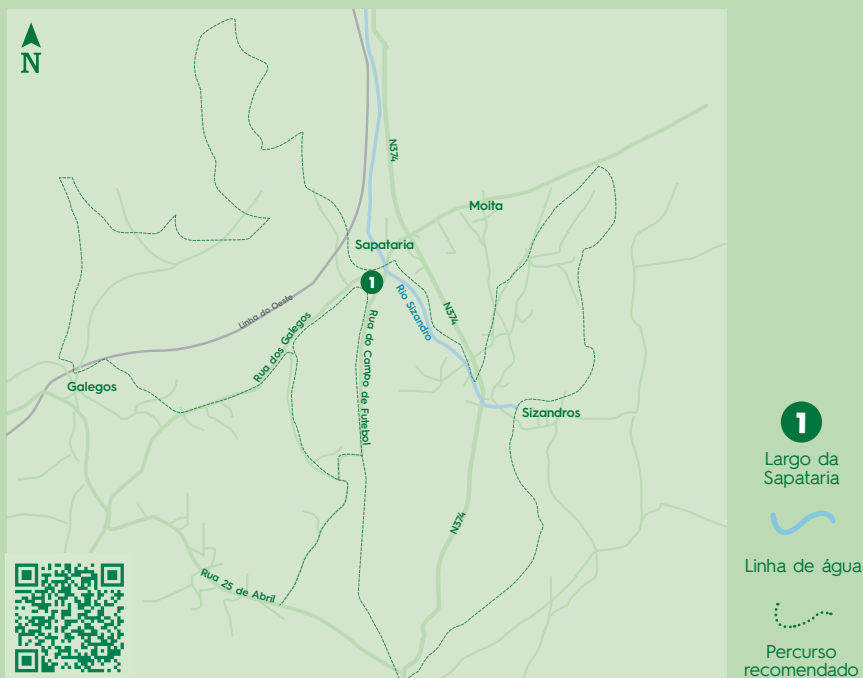 N
N374
Moita
Sapataria
1
Rio Sizandro
N374
Linha do Oeste
Rua dos Galegos
Rua do Campo de Futebol
Galegos
Sizandros
N374
Rua 25 de Abril
1
Largo da
Sapataria
Linha de água
Percurso
recomendado